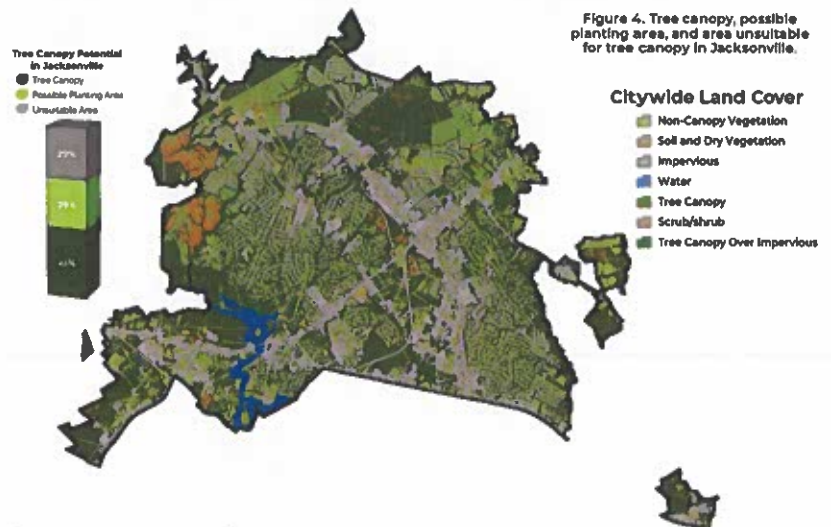 Figure 4. Tree canopy, possible
planting area, and area unsuitable
for tree canopy in Jacksonville.
Tree Canopy Potential
in Jacksonville
Tree Canopy
Possible Planting Area
Unsuitable Area
Citywide Land Cover
Non-Canopy Vegetation
Soil and Dry Vegetation
Impervious
Water
Tree Canopy
Scrub/shrub
Tree Canopy Over Impervious